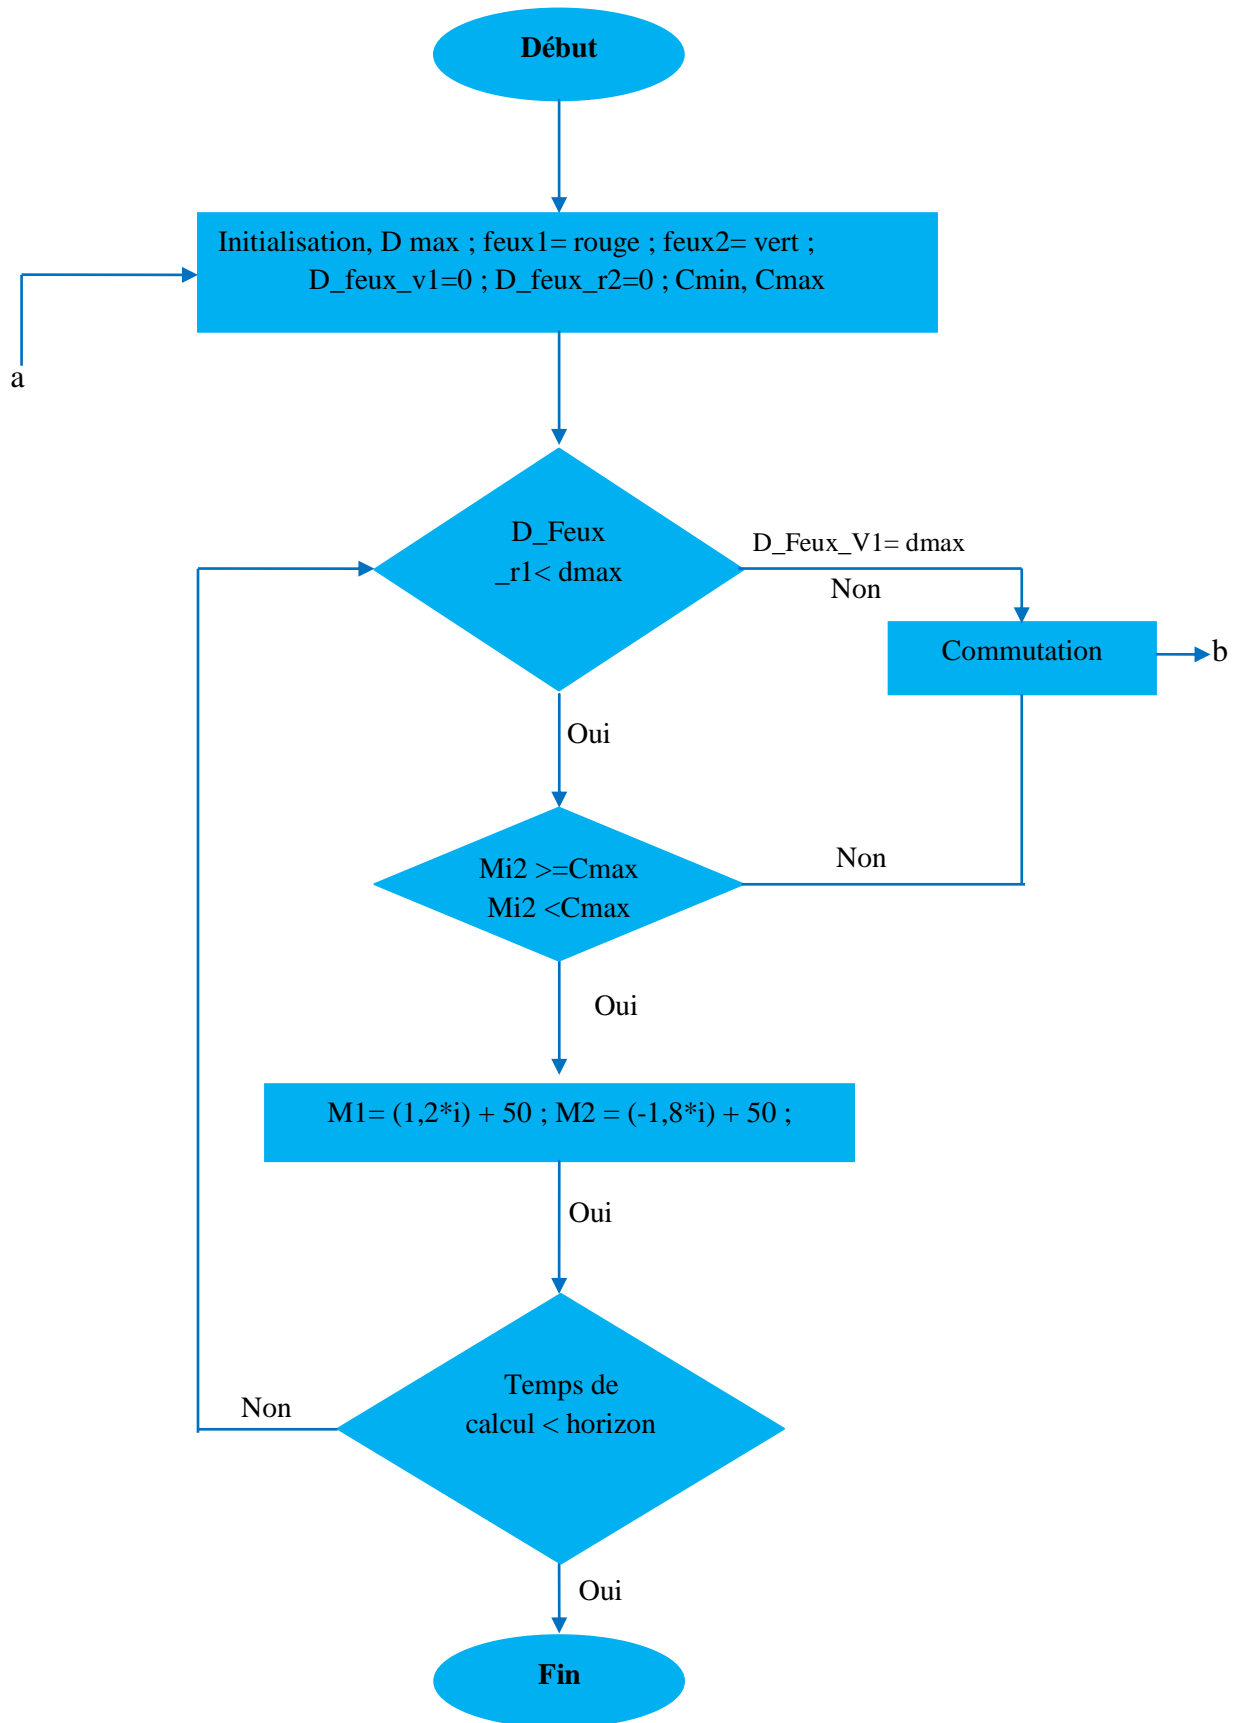 Début
Initialisation, D max ; feux1= rouge ; feux2= vert ;
D_feux_v1=0 ; D_feux_r2=0 ; Cmin, Cmax
a
D_Feux
_r1< dmax
D_Feux_V1= dmax
Non
Commutation
b
Oui
Mi2 >=Cmax
Mi2 <Cmax
Non
Oui
M1= (1,2*i) + 50 ; M2 = (-1,8*i) + 50 ;
Oui
Temps de
calcul < horizon
Non
Oui
Fin